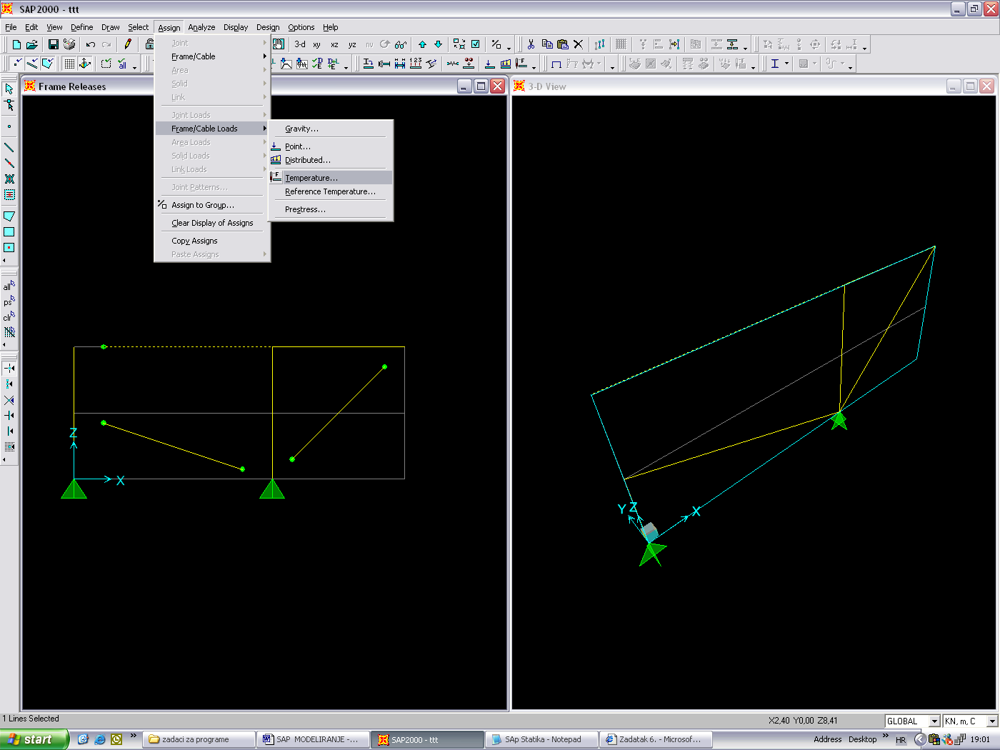 SAP2000 - ttt
File Edit View Define Draw Select Assign Analyze Display Design Options Help
3-d xy xz yz nv
all
Joint
Frame/Cable
Area
Solid
Link
Joint Loads
Frame/Cable Loads
Area Loads
Solid Loads
Link Loads
Joint Patterns...
Assign to Group...
Clear Display of Assigns
Copy Assigns
Paste Assigns
Gravity...
Point...
Distributed...
Temperature...
Reference Temperature...
Prestress...
Frame Releases
3-D View
all
ps
clr
Z
X
Y Z
X
1 Lines Selected
X2,40 Y0,00 Z8,41
GLOBAL
KN, m, C
start
zadaci za programe
SAP MODELIRANJE -...
SAP2000 - ttt
SAp Statika - Notepad
Zadatak 6. - Microsof...
Address Desktop »
HR
19:01